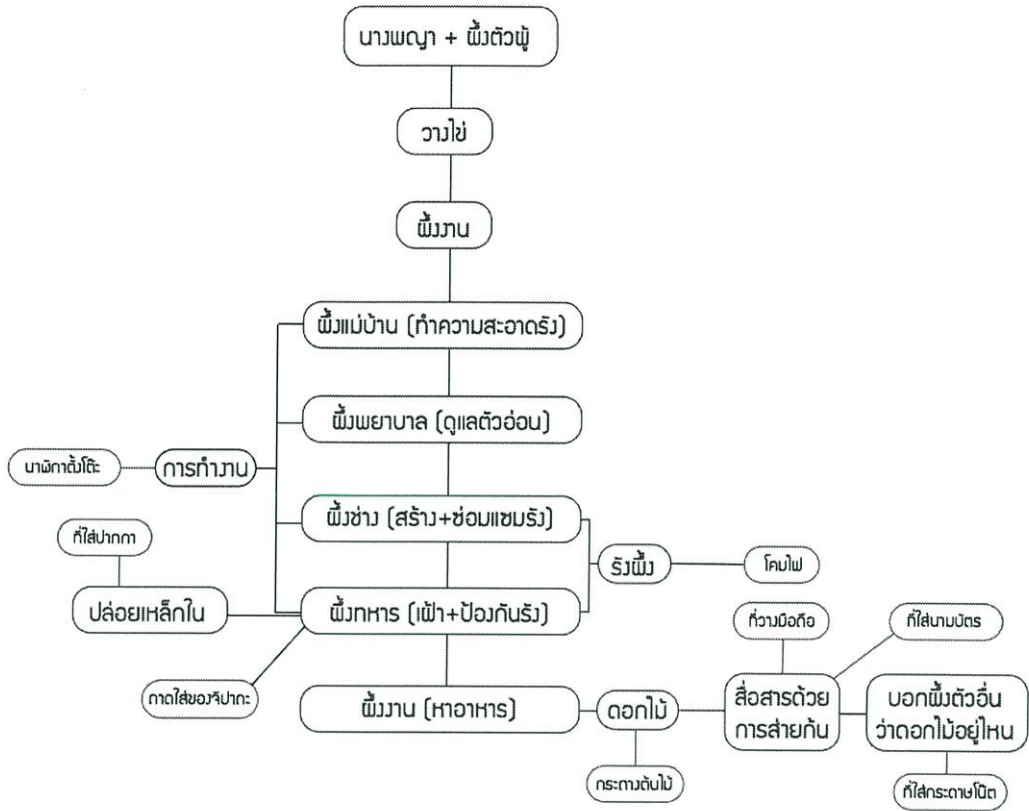 นางพญา + ผึ้งตัวผู้
วางไข่
ผึ้งงาน
ผึ้งแม่บ้าน (ทำความสะอาดรัง)
ผึ้งพยาบาล (ดูแลตัวอ่อน)
นาฬิกาตั้งโต๊ะ
การทำงาน
ผึ้งช่าง (สร้าง+ซ่อมแซมรัง)
ที่ใส่ปากกา
รังผึ้ง
โคมไฟ
ปล่อยเหล็กใน
ผึ้งทหาร (เฝ้า+ป้องกันรัง)
ที่วางมือถือ
ที่ใส่นามบัตร
ถาดใส่ของจิปาถะ
ผึ้งงาน (หาอาหาร)
ดอกไม้
สื่อสารด้วย
การส่ายก้น
บอกผึ้งตัวอื่น
ว่าดอกไม้อยู่ไหน
กระถางต้นไม้
ที่ใส่กระดาษโน๊ต